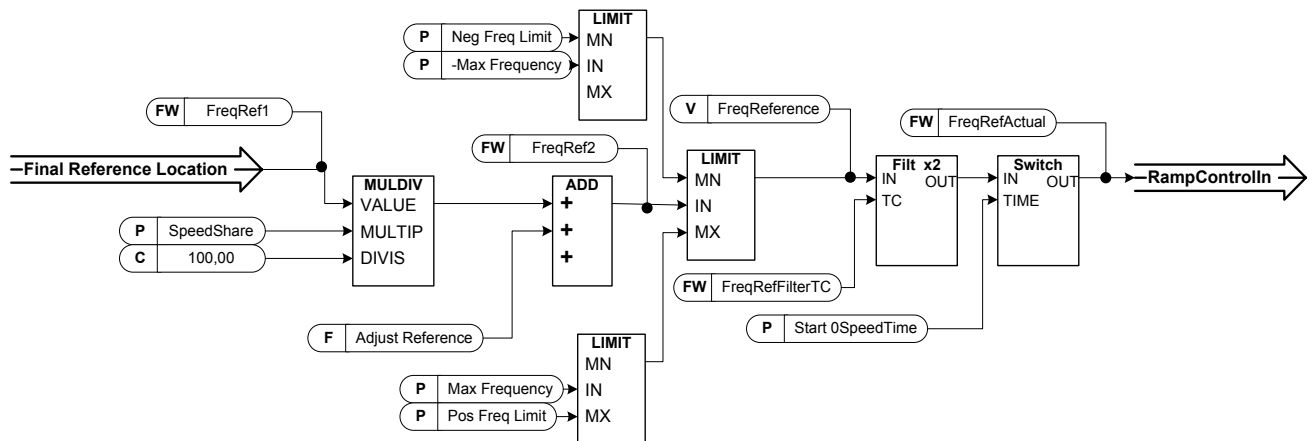 LIMIT
P Neg Freq Limit MN
P -Max Frequency IN
MX
FW FreqRef1
V FreqReference
FW FreqRefActual
FW FreqRef2
Final Reference Location
MULDIV
VALUE
P SpeedShare MULTIP
C 100,00 DIVIS
ADD
+
+
+
LIMIT
MN
IN
MX
Filt x2
IN OUT
TC
Switch
IN OUT
TIME
RampControlIn
FW FreqRefFilterTC
F Adjust Reference
P Start 0SpeedTime
LIMIT
MN
P Max Frequency IN
P Pos Freq Limit MX